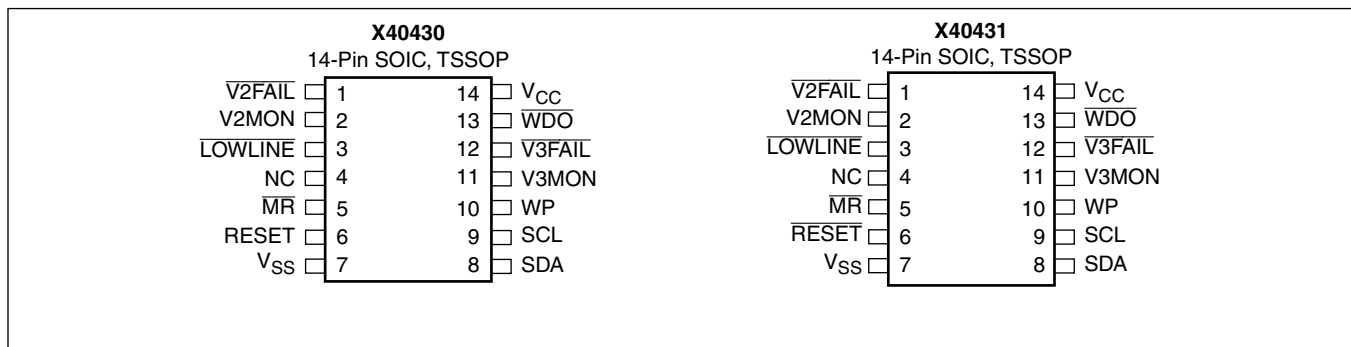 X40430
14-Pin SOIC, TSSOP
V2FAIL 1 14 VCC
V2MON 2 13 WDO
LOWLINE 3 12 V3FAIL
NC 4 11 V3MON
MR 5 10 WP
RESET 6 9 SCL
VSS 7 8 SDA
X40431
14-Pin SOIC, TSSOP
V2FAIL 1 14 VCC
V2MON 2 13 WDO
LOWLINE 3 12 V3FAIL
NC 4 11 V3MON
MR 5 10 WP
RESET 6 9 SCL
VSS 7 8 SDA